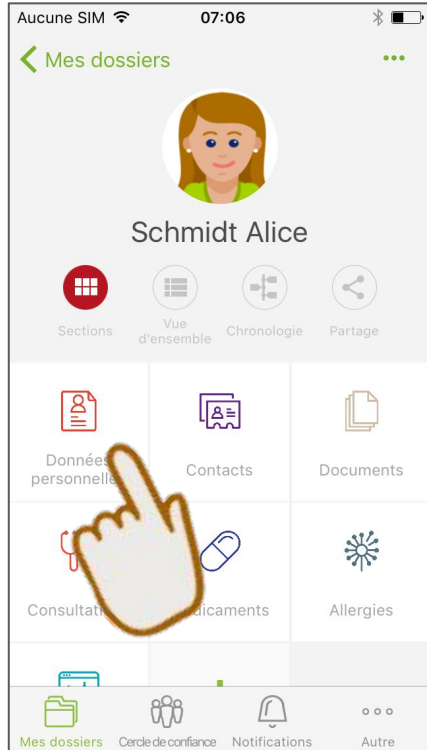 Aucune SIM 07:06
Mes dossiers
Schmidt Alice
Sections Vue d'ensemble Chronologie Partage
Données personnelle
Contacts
Documents
Consultat
dicaments
Allergies
Mes dossiers Cercle de confiance Notifications Autre